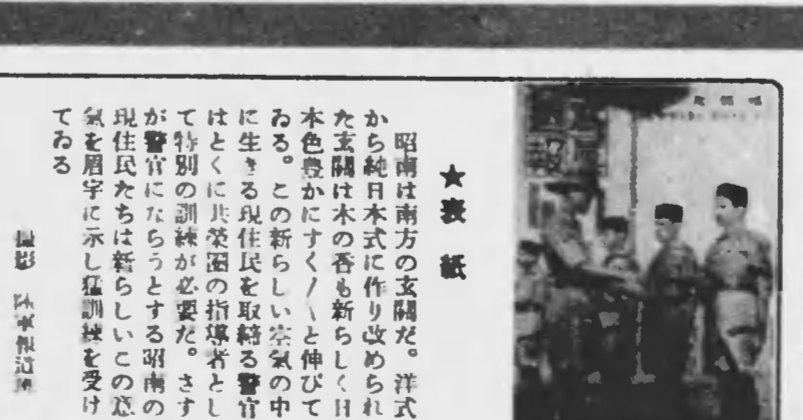 ★表紙
昭南は南方の玄關だ。洋式
から純日本式に作り改められ
た玄關は木の香も新らしく日
本色豊かにすく〳〵と伸びて
ゐる。この新らしい空氣の中
に生きる現住民を取締る警官
はとくに共榮圏の指導者とし
て特別の訓練が必要だ。さす
が警官にならうとする昭南の
現住民たちは新らしいこの意
氣を眉宇に示し猛訓練を受け
てゐる
撮影 陸軍報道班